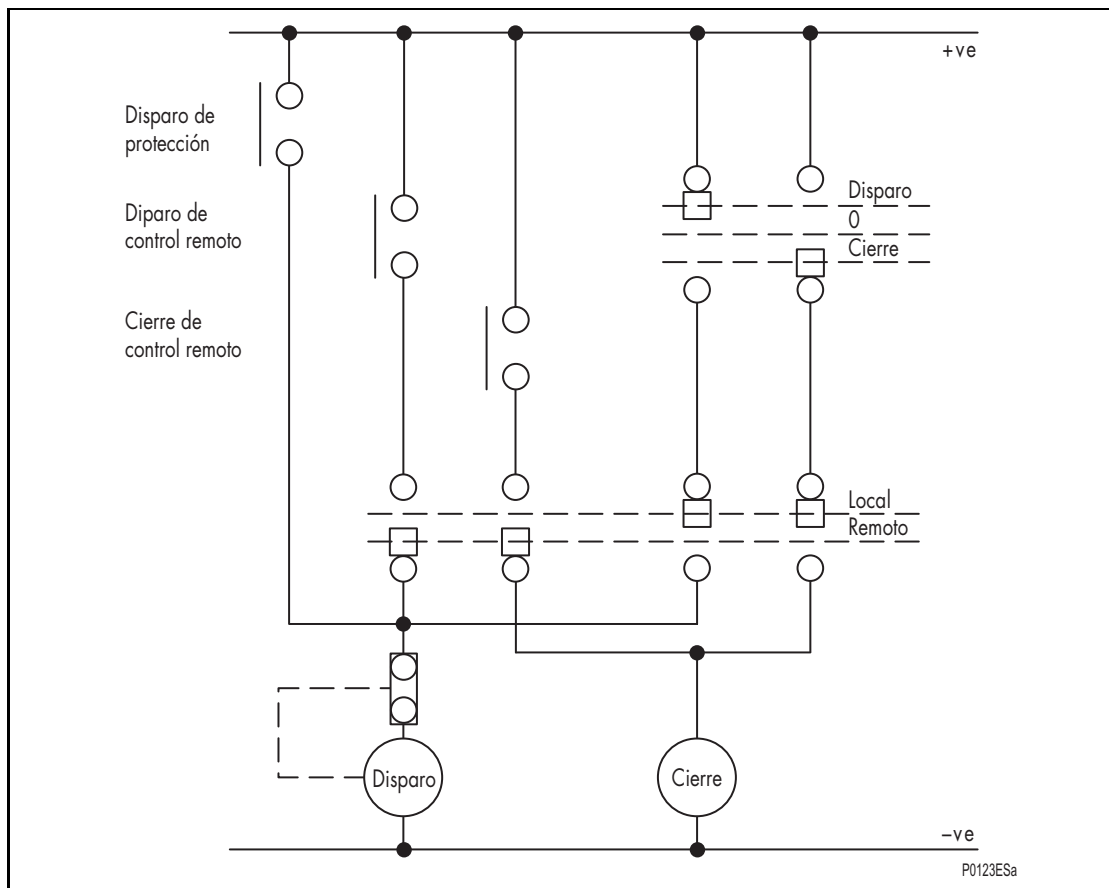 +ve
Disparo de
protección
Diparo de
control remoto
Cierre de
control remoto
Disparo
0
Cierre
Local
Remoto
Disparo
Cierre
–ve
P0123ESa